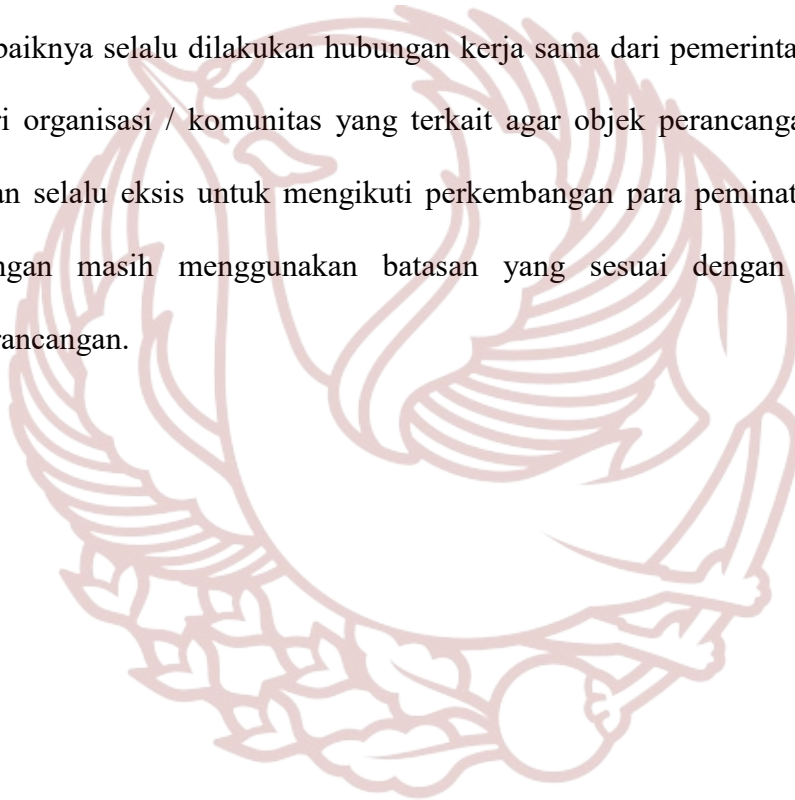 baiknya selalu dilakukan hubungan kerja sama dari pemerinta
ri organisasi / komunitas yang terkait agar objek perancanga
an selalu eksis untuk mengikuti perkembangan para peminat
ngan masih menggunakan batasan yang sesuai dengan
rancangan.